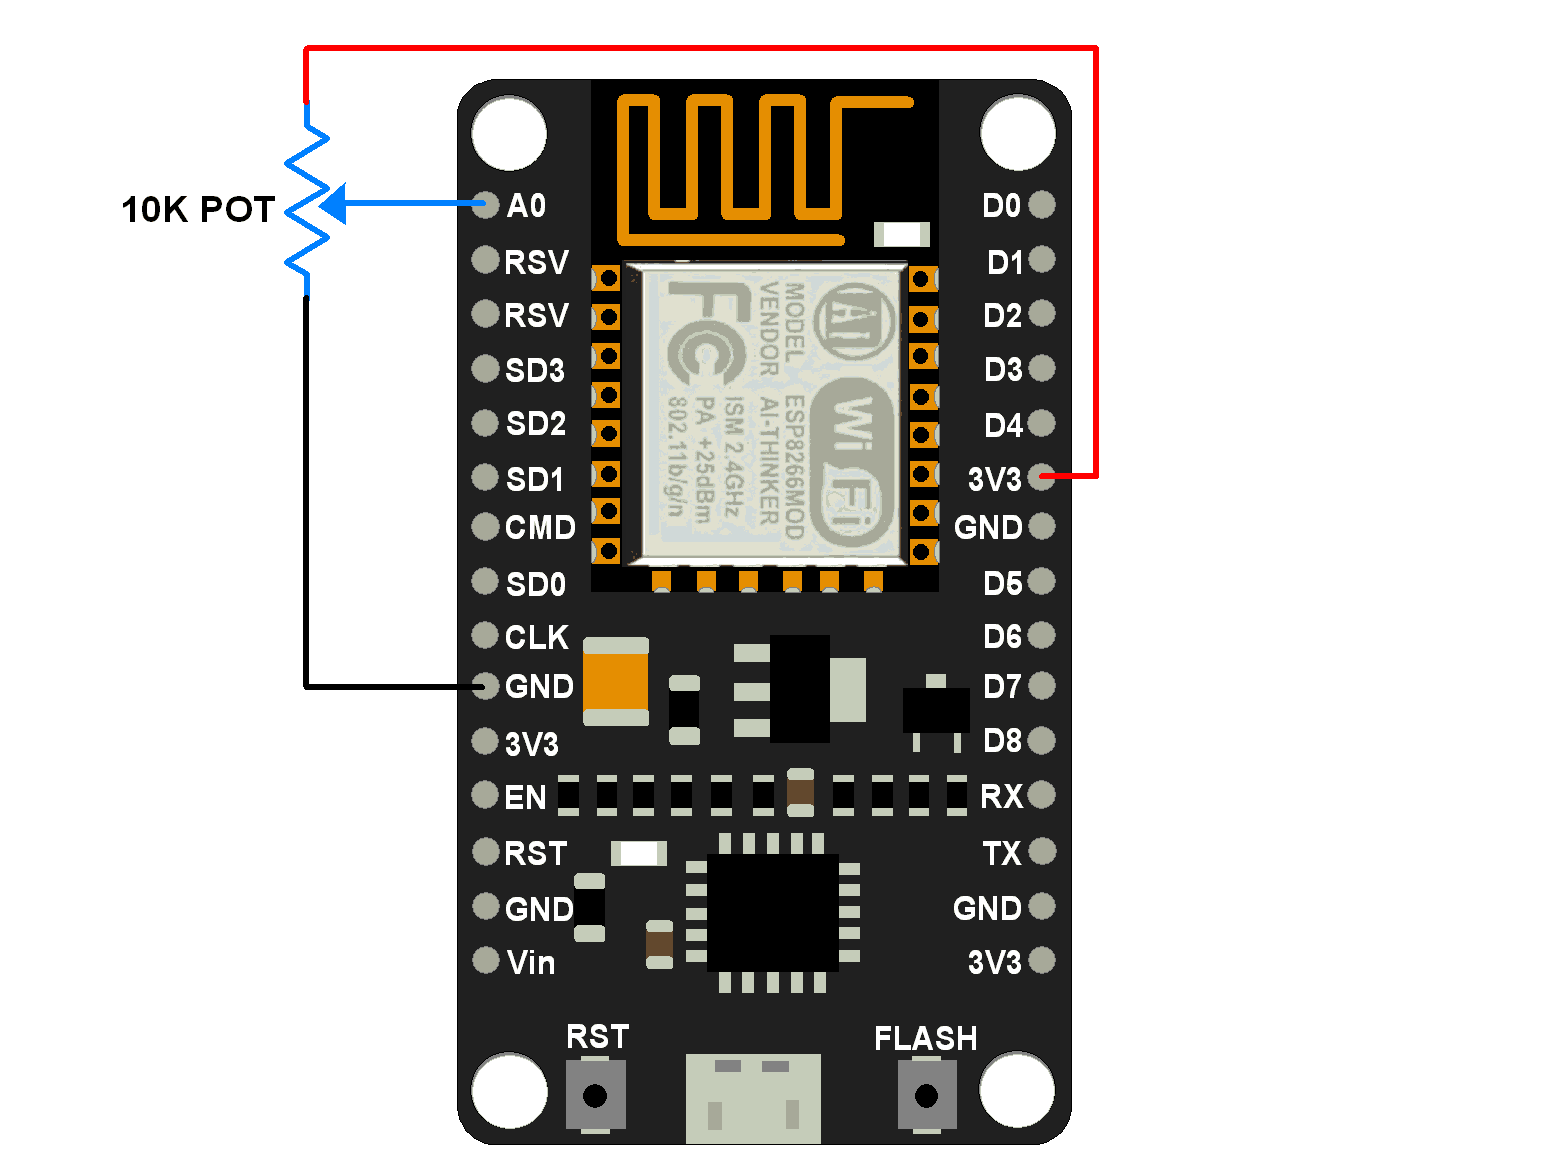 10K POT
A0
RSV
RSV
SD3
SD2
SD1
CMD
SD0
CLK
GND
3V3
EN
RST
GND
Vin
D0
D1
D2
D3
D4
3V3
GND
D5
D6
D7
D8
RX
TX
GND
3V3
FC
MODEL ESP8266MOD
VENDOR AI-THINKER
ISM 2.4GHz
PA +25dBm
802.11b/g/n
AI
Wi Fi
RST
FLASH